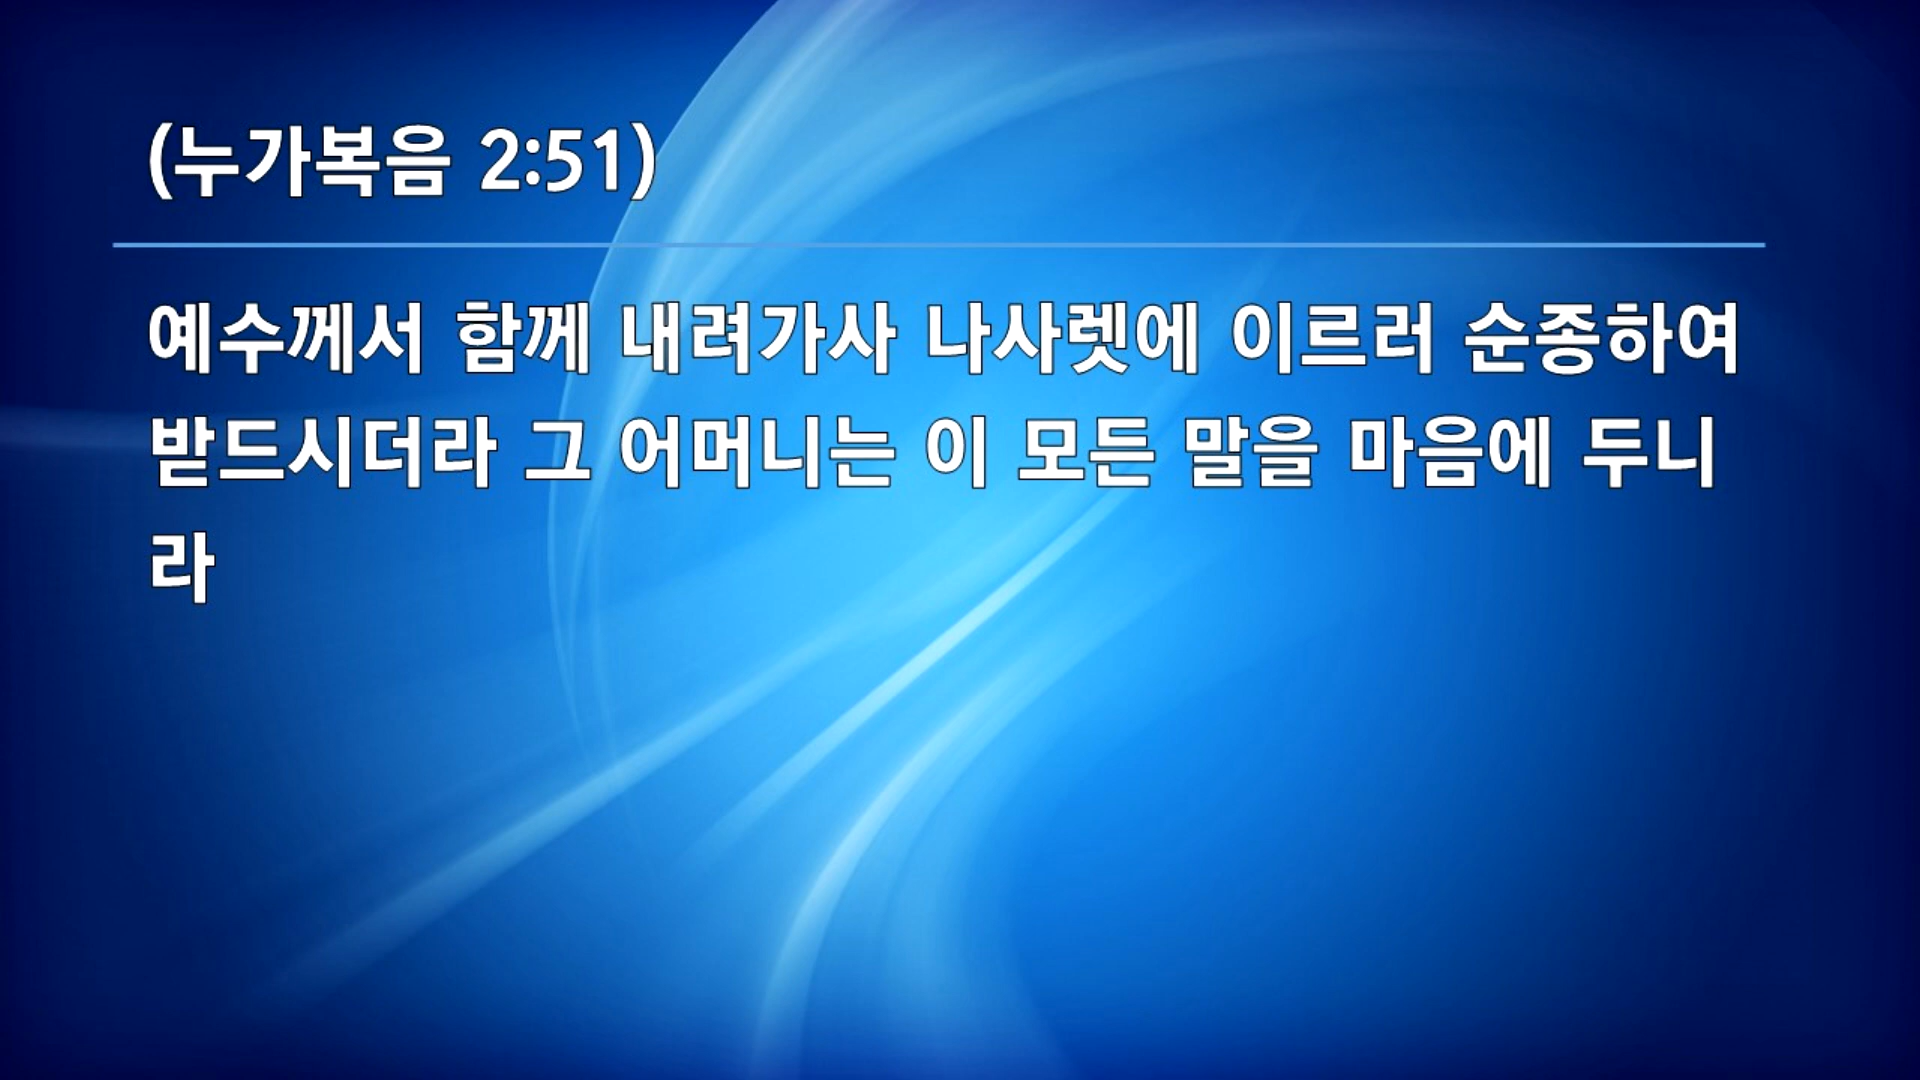 (누가복음 2:51)
예수께서 함께 내려가사 나사렛에 이르러 순종하여
받드시더라 그 어머니는 이 모든 말을 마음에 두니
라